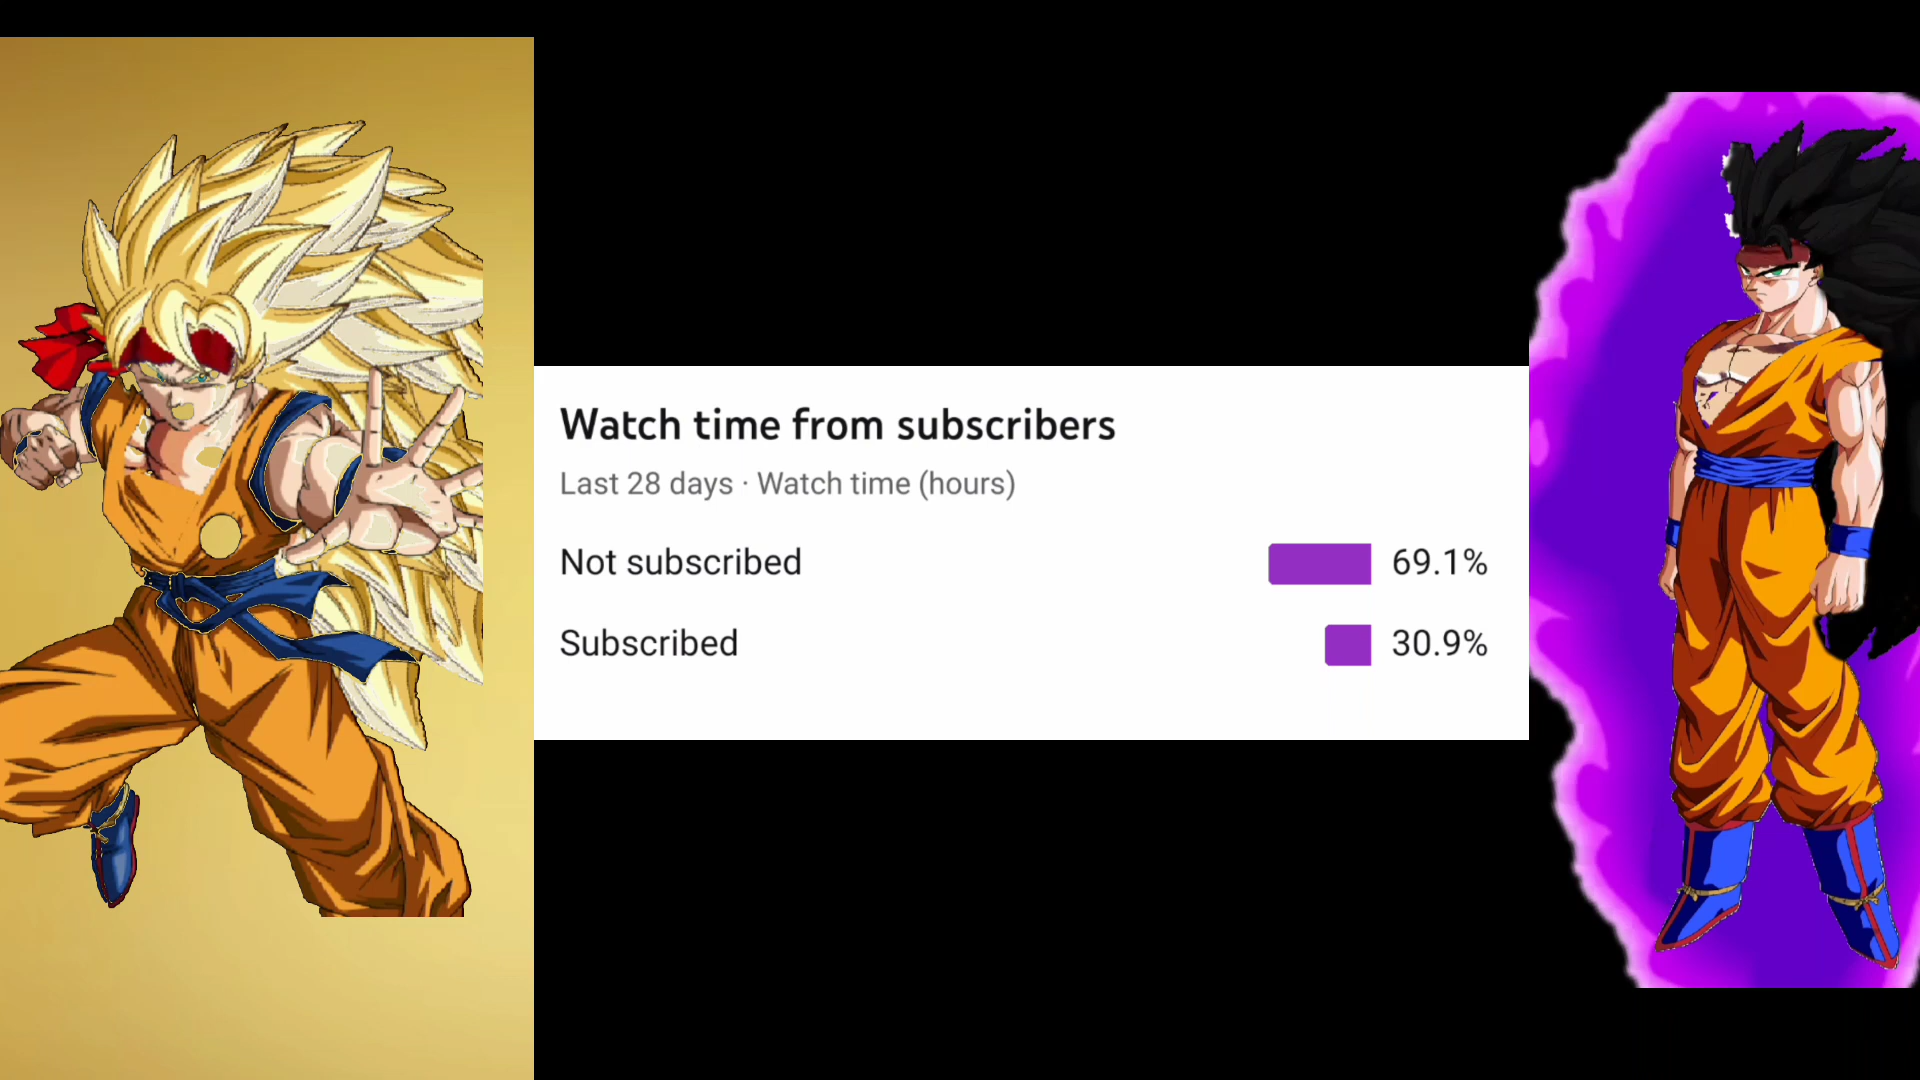 Watch time from subscribers
Last 28 days · Watch time (hours)
Not subscribed 69.1%
Subscribed 30.9%